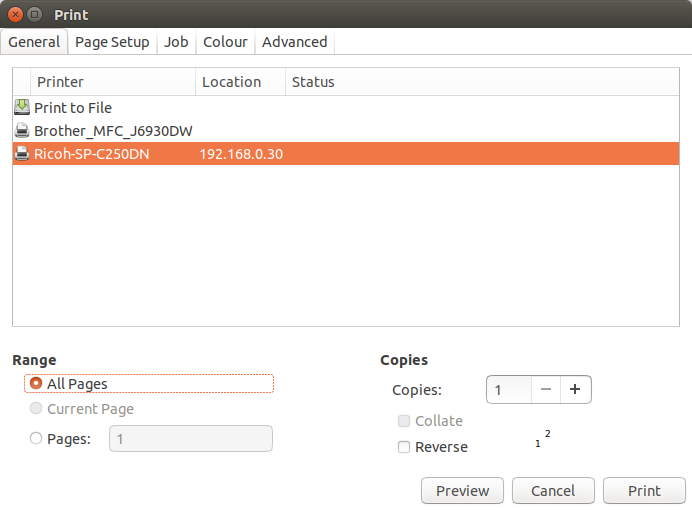 Print
General Page Setup Job Colour Advanced
Printer Location Status
Print to File
Brother_MFC_J6930DW
Ricoh-SP-C250DN 192.168.0.30
Range Copies
All Pages Copies: 1 − +
Current Page Collate
Pages: 1 Reverse 1 2
Preview Cancel Print